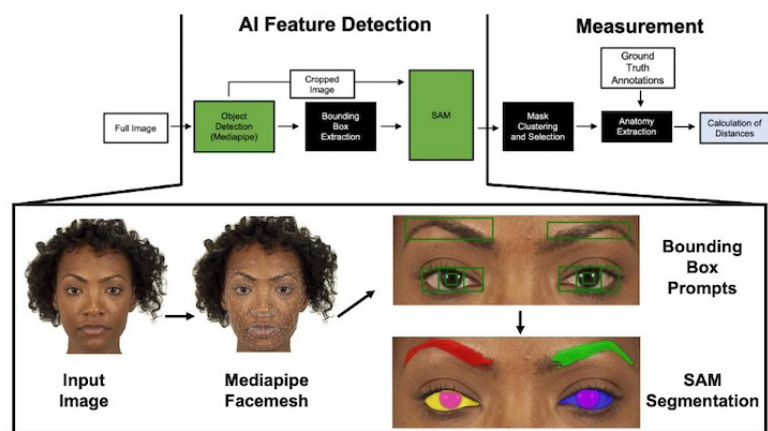 AI Feature Detection
Measurement
Full Image
Object
Detection
(Mediapipe)
Cropped
Image
Bounding
Box
Extraction
SAM
Mask
Clustering
and Selection
Ground
Truth
Annotations
Anatomy
Extraction
Calculation of
Distances
Input
Image
Mediapipe
Facemesh
Bounding
Box
Prompts
SAM
Segmentation